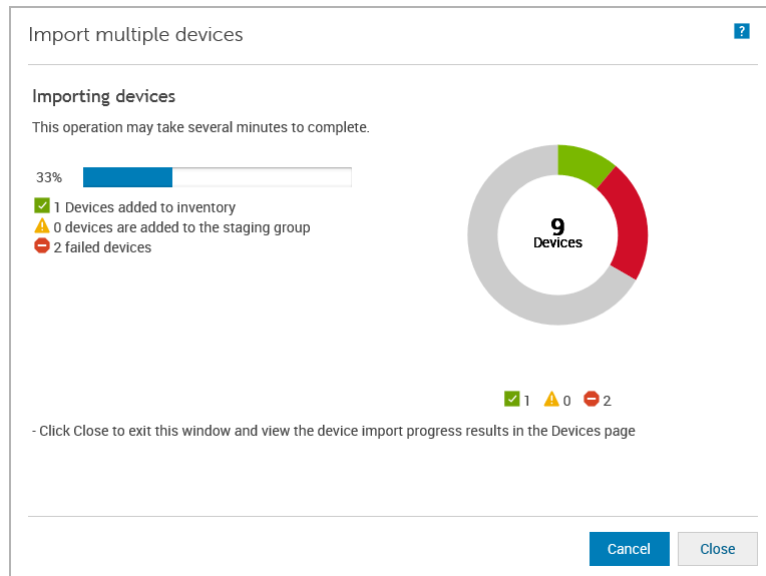 Import multiple devices
?
Importing devices
This operation may take several minutes to complete.
33%
1 Devices added to inventory
0 devices are added to the staging group
2 failed devices
9
Devices
1 0 2
- Click Close to exit this window and view the device import progress results in the Devices page
Cancel Close